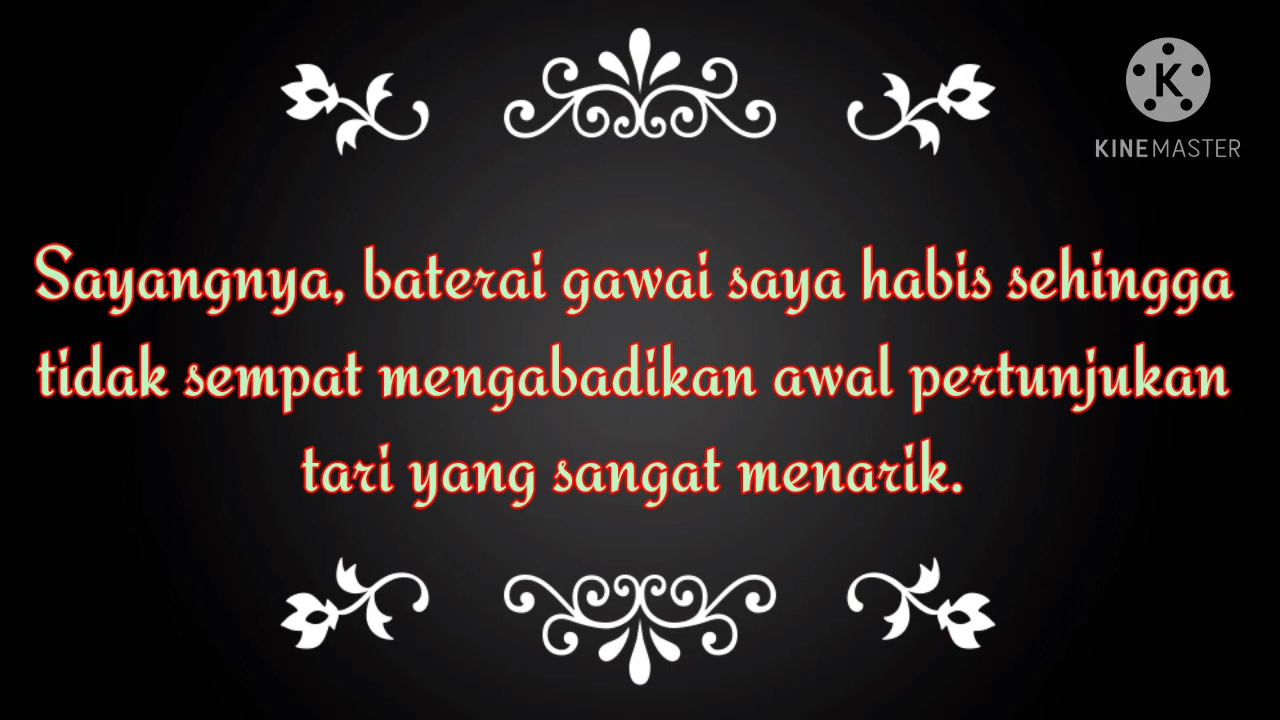 K
KINEMASTER
Sayangnya, baterai gawai saya habis sehingga
tidak sempat mengabadikan awal pertunjukan
tari yang sangat menarik.